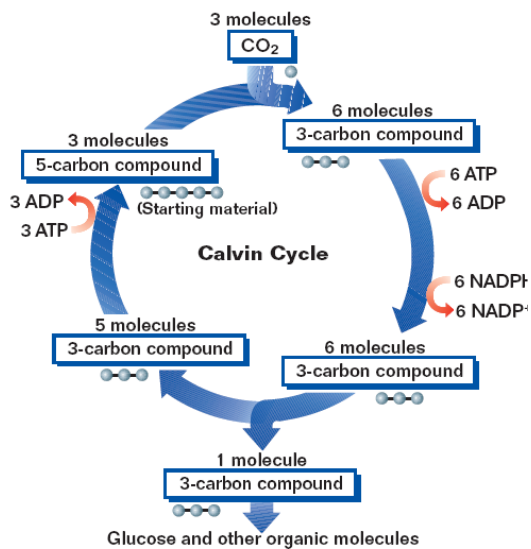 3 molecules
CO₂
6 molecules
3-carbon compound
3 molecules
5-carbon compound
(Starting material)
6 ATP
6 ADP
3 ADP
3 ATP
Calvin Cycle
6 NADPH
6 NADP⁺
5 molecules
3-carbon compound
6 molecules
3-carbon compound
1 molecule
3-carbon compound
Glucose and other organic molecules